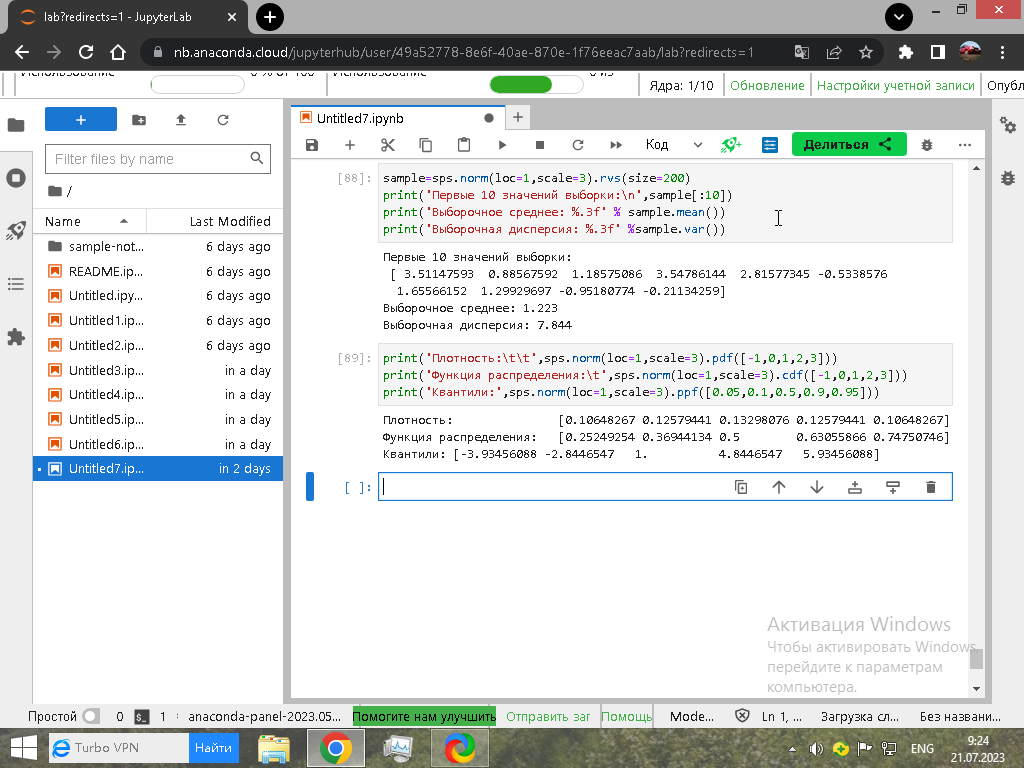 lab?redirects=1 - JupyterLab
nb.anaconda.cloud/jupyterhub/user/49a52778-8e6f-40ae-870e-1f76eeac7aab/lab?redirects=1
Использование 0 % от 100 Использование 0 из
Ядра: 1/10 Обновление Настройки учетной записи Опубл
Untitled7.ipynb
Filter files by name
Код Делиться
/
Name Last Modified
sample-not... 6 days ago
README.ip... 6 days ago
Untitled.ipy... 6 days ago
Untitled1.ip... 6 days ago
Untitled2.ip... 6 days ago
Untitled3.ip... in a day
Untitled4.ip... in a day
Untitled5.ip... in a day
Untitled6.ip... in a day
Untitled7.ip... in 2 days
[88]: sample=sps.norm(loc=1,scale=3).rvs(size=200)
print('Первые 10 значений выборки:\n',sample[:10])
print('Выборочное среднее: %.3f' % sample.mean())
print('Выборочная дисперсия: %.3f' %sample.var())
Первые 10 значений выборки:
[ 3.51147593 0.88567592 1.18575086 3.54786144 2.81577345 -0.5338576
1.65566152 1.29929697 -0.95180774 -0.21134259]
Выборочное среднее: 1.223
Выборочная дисперсия: 7.844
[89]: print('Плотность:\t\t',sps.norm(loc=1,scale=3).pdf([-1,0,1,2,3]))
print('Функция распределения:\t',sps.norm(loc=1,scale=3).cdf([-1,0,1,2,3]))
print('Квантили:',sps.norm(loc=1,scale=3).ppf([0.05,0.1,0.5,0.9,0.95]))
Плотность: [0.10648267 0.12579441 0.13298076 0.12579441 0.10648267]
Функция распределения: [0.25249254 0.36944134 0.5 0.63055866 0.74750746]
Квантили: [-3.93456088 -2.8446547 1. 4.8446547 5.93456088]
[ ]:
Активация Windows
Чтобы активировать Windows,
перейдите к параметрам
компьютера.
Простой 0 1 anaconda-panel-2023.05... Помогите нам улучшить Отправить заг Помощь Mode... Ln 1, ... Загрузка сл... Без названи...
Turbo VPN Найти
ENG
9:24
21.07.2023